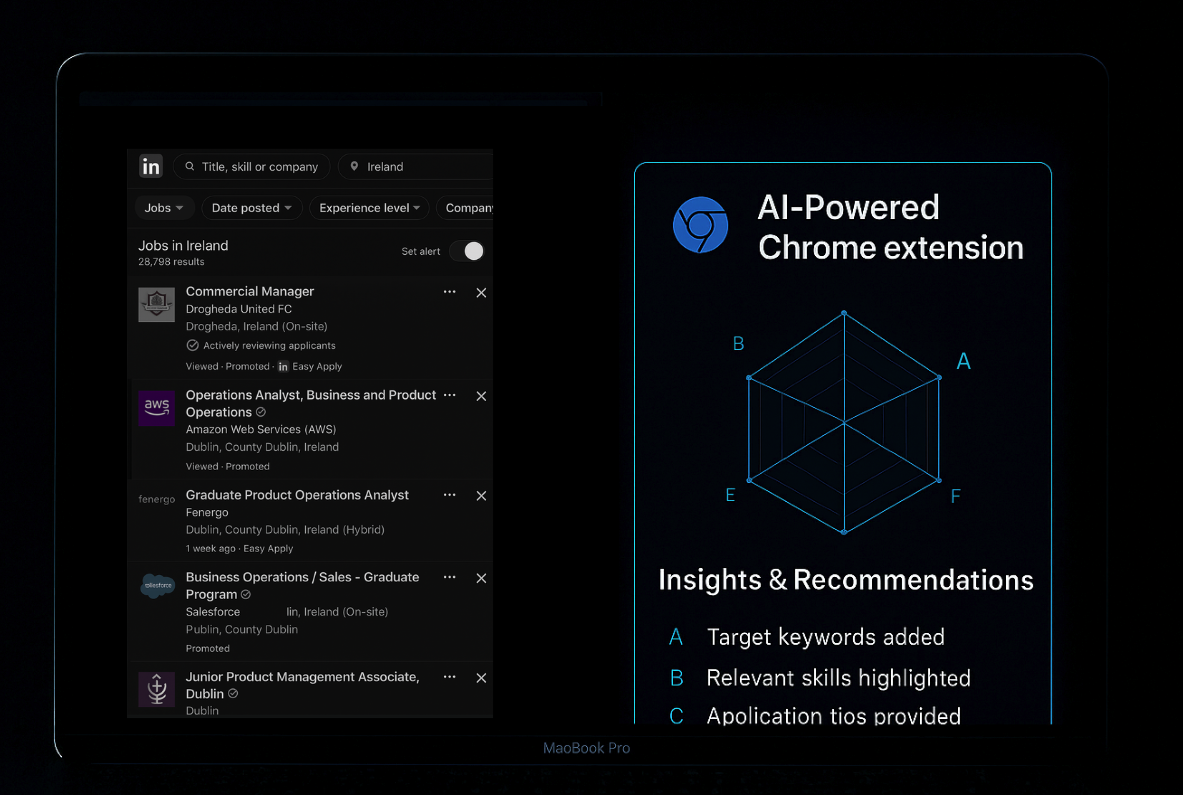 in Title, skill or company Ireland
Jobs Date posted Experience level Company
Jobs in Ireland
28,798 results
Set alert
Commercial Manager
Drogheda United FC
Drogheda, Ireland (On-site)
Actively reviewing applicants
Viewed · Promoted · in Easy Apply
aws
Operations Analyst, Business and Product
Operations
Amazon Web Services (AWS)
Dublin, County Dublin, Ireland
Viewed · Promoted
fenergo
Graduate Product Operations Analyst
Fenergo
Dublin, County Dublin, Ireland (Hybrid)
1 week ago · Easy Apply
salesforce
Business Operations / Sales - Graduate
Program
Salesforce lin, Ireland (On-site)
Publin, County Dublin
Promoted
Junior Product Management Associate,
Dublin
Dublin
AI-Powered
Chrome extension
B
A
E
F
Insights & Recommendations
A Target keywords added
B Relevant skills highlighted
C Apolication tios provided
MaoBook Pro